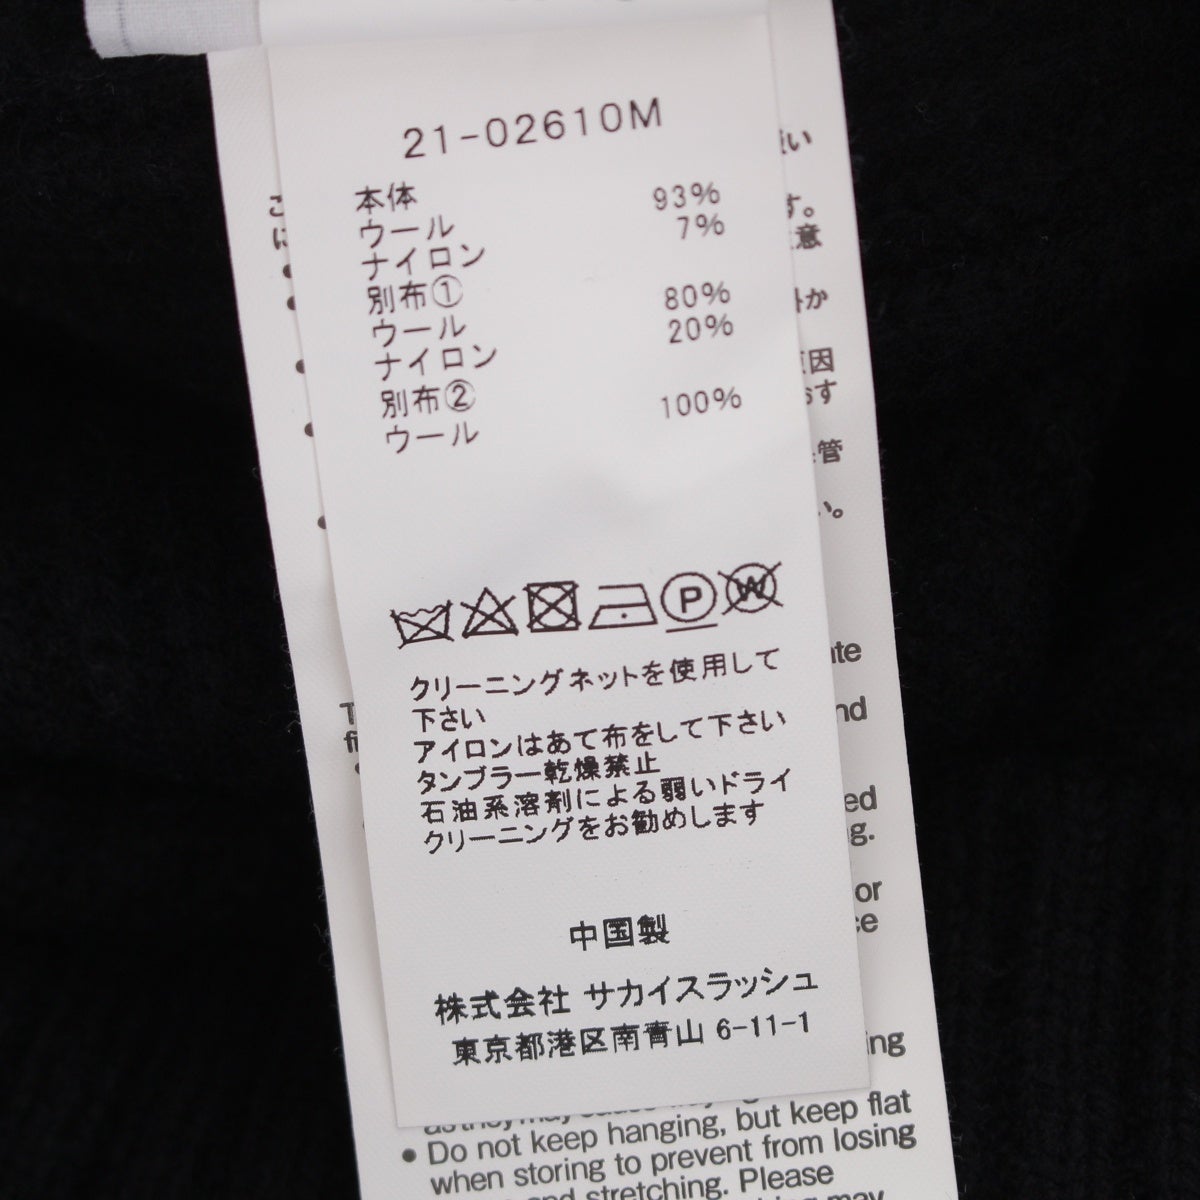 21-02610M
本体 93%
ウール 7%
ナイロン
別布① 80%
ウール 20%
ナイロン
別布② 100%
ウール
P W
クリーニングネットを使用して
下さい
アイロンはあて布をして下さい
タンブラー乾燥禁止
石油系溶剤による弱いドライ
クリーニングをお勧めします
中国製
株式会社 サカイスラッシュ
東京都港区南青山 6-11-1
• Do not keep hanging, but keep flat
when storing to prevent from losing
and stretching. Please